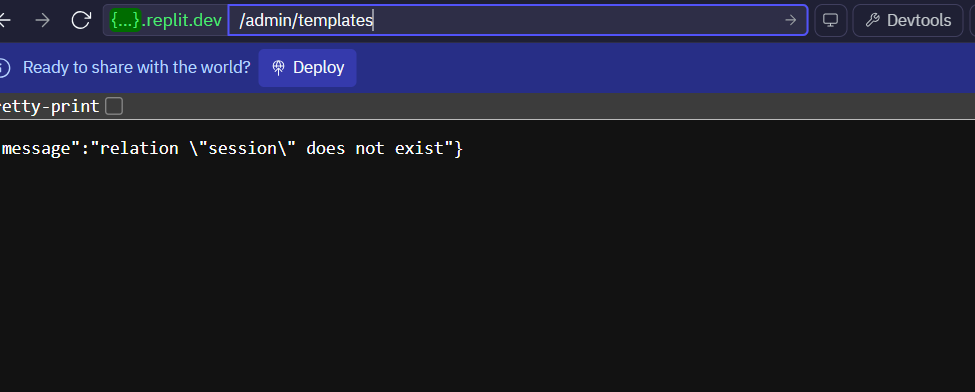 {...}.replit.dev /admin/templates Devtools
Ready to share with the world? Deploy
etty-print
message":"relation \"session\" does not exist"}